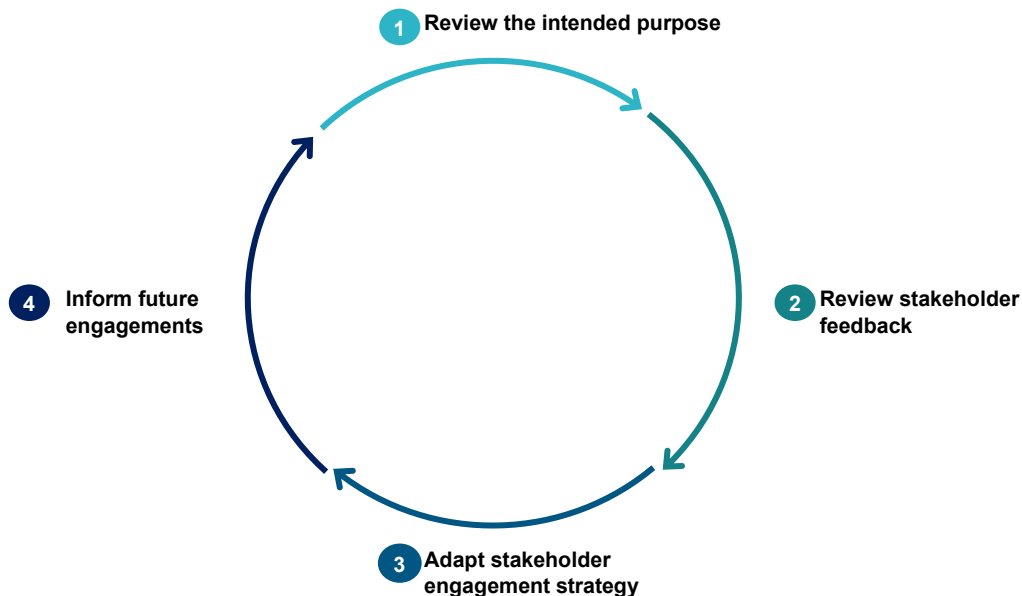 1 Review the intended purpose
2 Review stakeholder
feedback
3 Adapt stakeholder
engagement strategy
4 Inform future
engagements